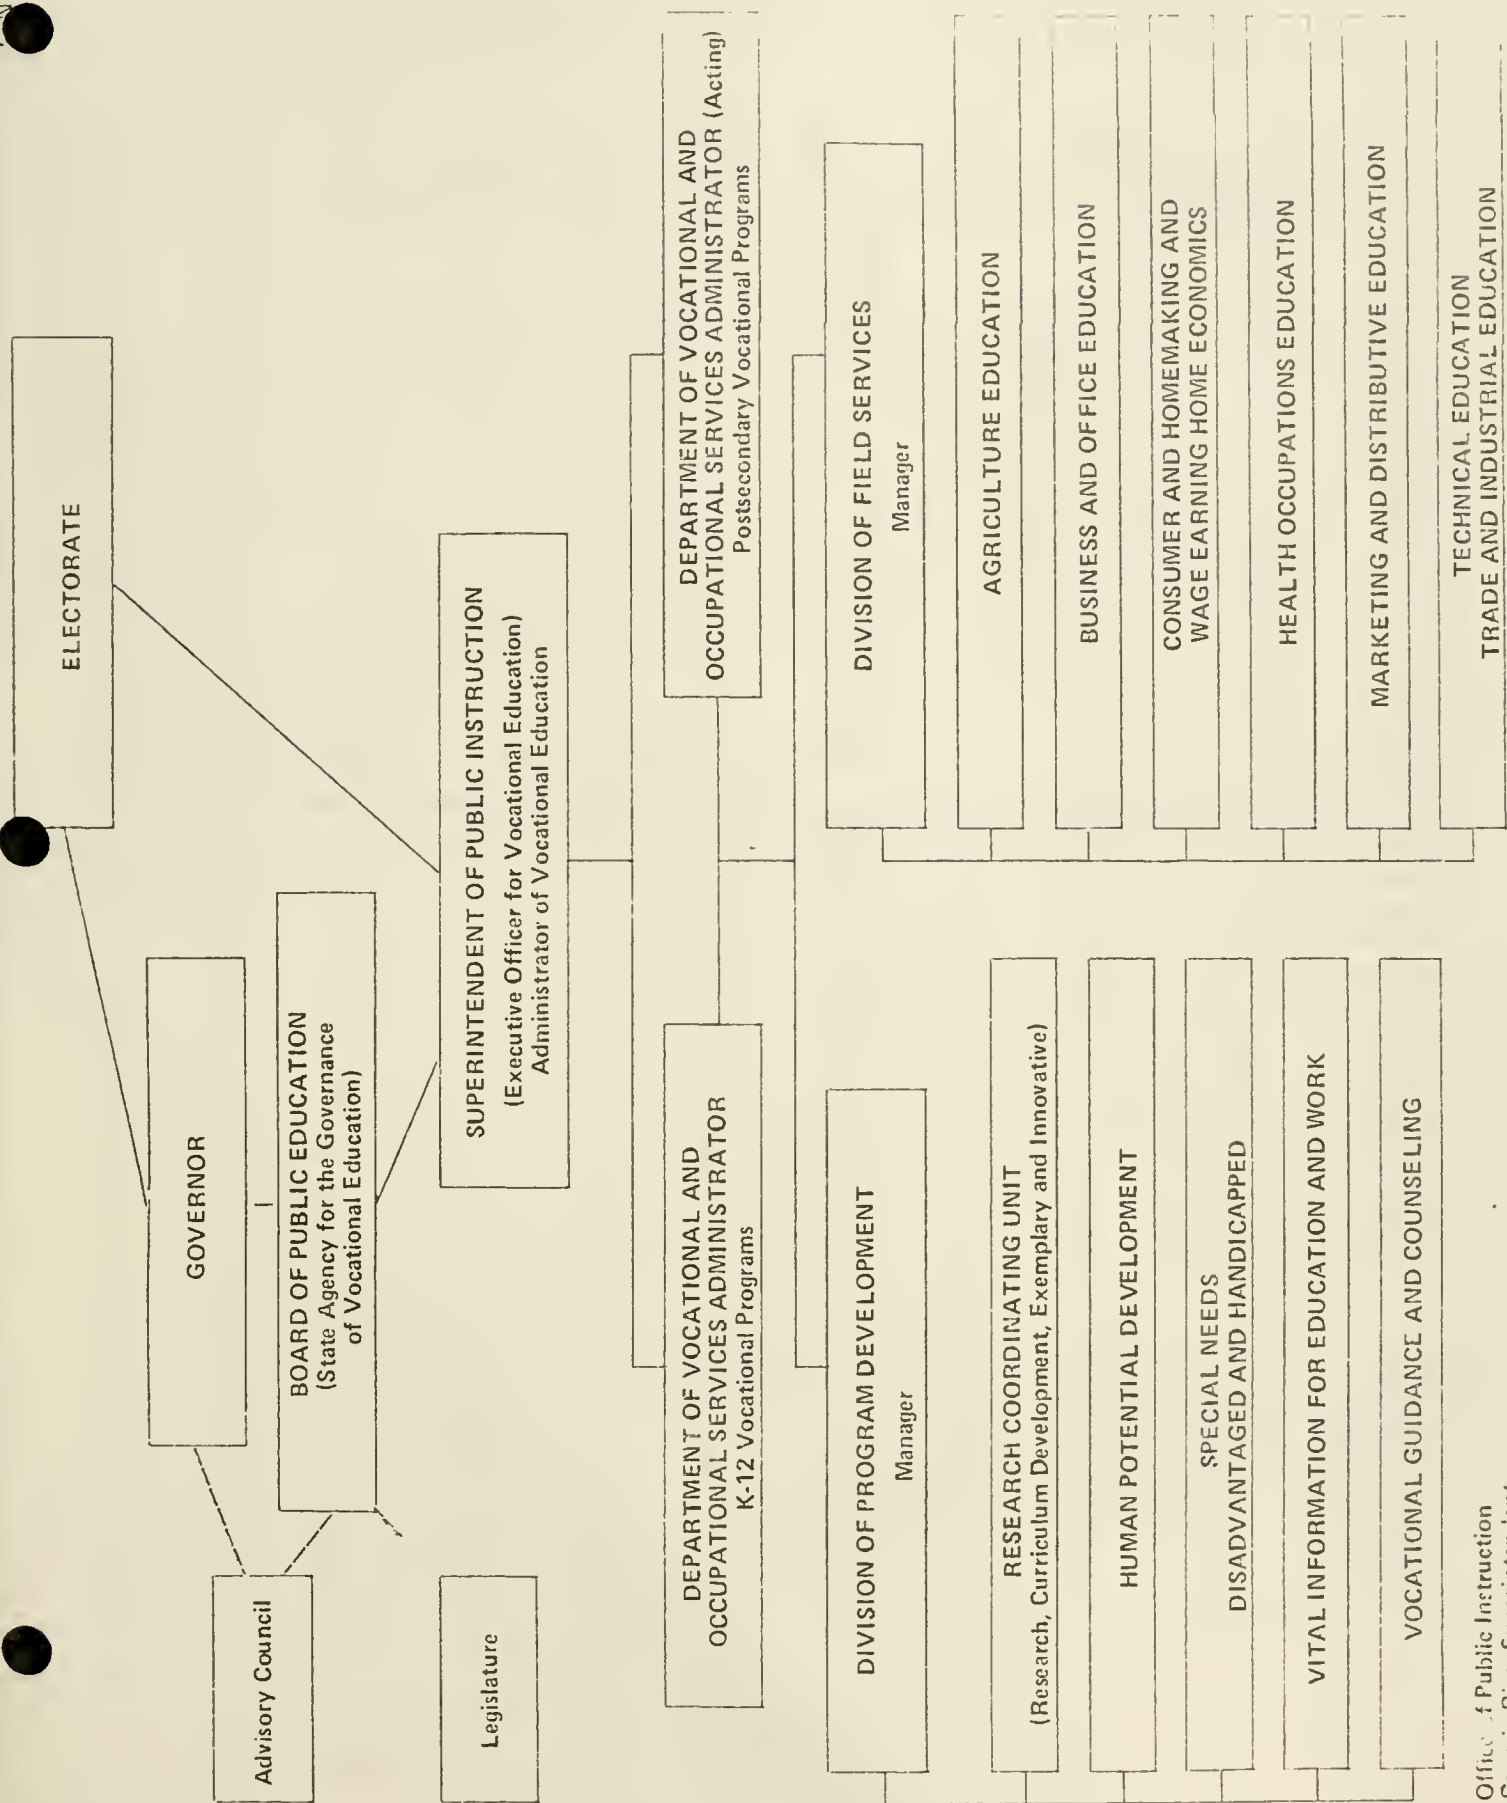 ELECTORATE
GOVERNOR
BOARD OF PUBLIC EDUCATION
(State Agency for the Governance
of Vocational Education)
Advisory Council
Legislature
SUPERINTENDENT OF PUBLIC INSTRUCTION
(Executive Officer for Vocational Education)
Administrator of Vocational Education
DEPARTMENT OF VOCATIONAL AND
OCCUPATIONAL SERVICES ADMINISTRATOR
K-12 Vocational Programs
DEPARTMENT OF VOCATIONAL AND
OCCUPATIONAL SERVICES ADMINISTRATOR (Acting)
Postsecondary Vocational Programs
DIVISION OF PROGRAM DEVELOPMENT
Manager
RESEARCH COORDINATING UNIT
(Research, Curriculum Development, Exemplary and Innovative)
HUMAN POTENTIAL DEVELOPMENT
SPECIAL NEEDS
DISADVANTAGED AND HANDICAPPED
VITAL INFORMATION FOR EDUCATION AND WORK
VOCATIONAL GUIDANCE AND COUNSELING
DIVISION OF FIELD SERVICES
Manager
AGRICULTURE EDUCATION
BUSINESS AND OFFICE EDUCATION
CONSUMER AND HOMEMAKING AND
WAGE EARNING HOME ECONOMICS
HEALTH OCCUPATIONS EDUCATION
MARKETING AND DISTRIBUTIVE EDUCATION
TECHNICAL EDUCATION
TRADE AND INDUSTRIAL EDUCATION
Office of Public Instruction